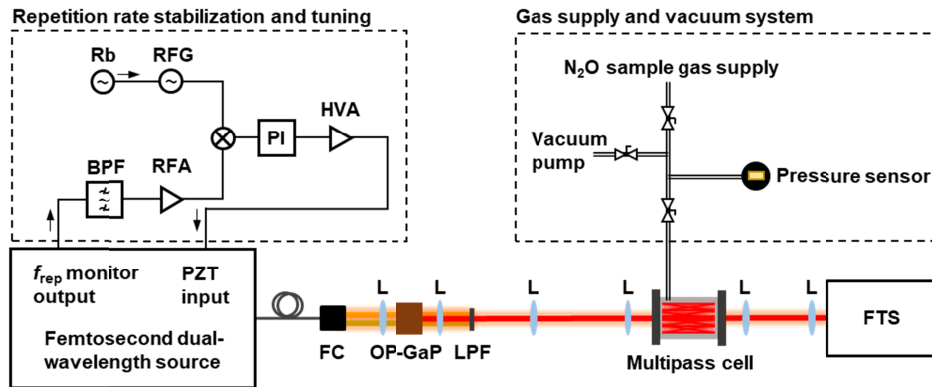 Repetition rate stabilization and tuning
Rb
RFG
HVA
PI
BPF
RFA
f_rep monitor
output
PZT
input
Femtosecond dual-
wavelength source
Gas supply and vacuum system
N₂O sample gas supply
Vacuum
pump
Pressure sensor
L
L
L
L
L
L
FC
OP-GaP
LPF
Multipass cell
FTS